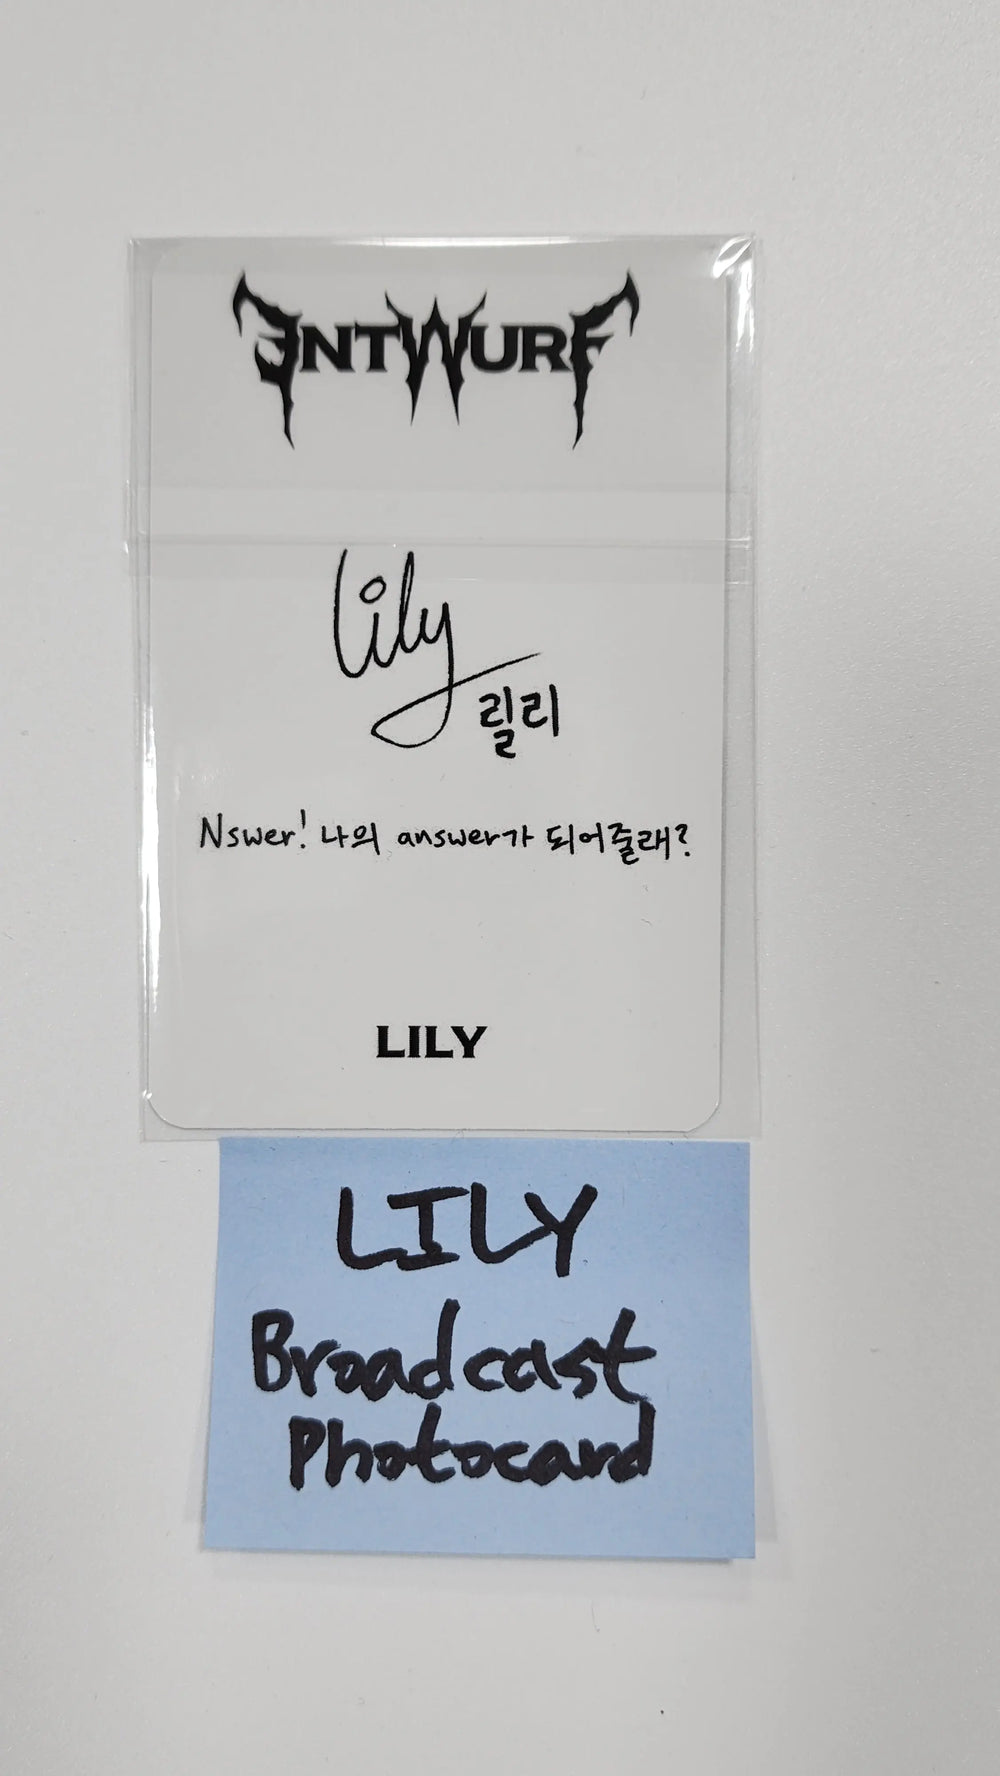 ENTWURF
Lily
릴리
Nswer! 나의 answer가 되어줄래?
LILY
LILY
Broadcast
Photocard